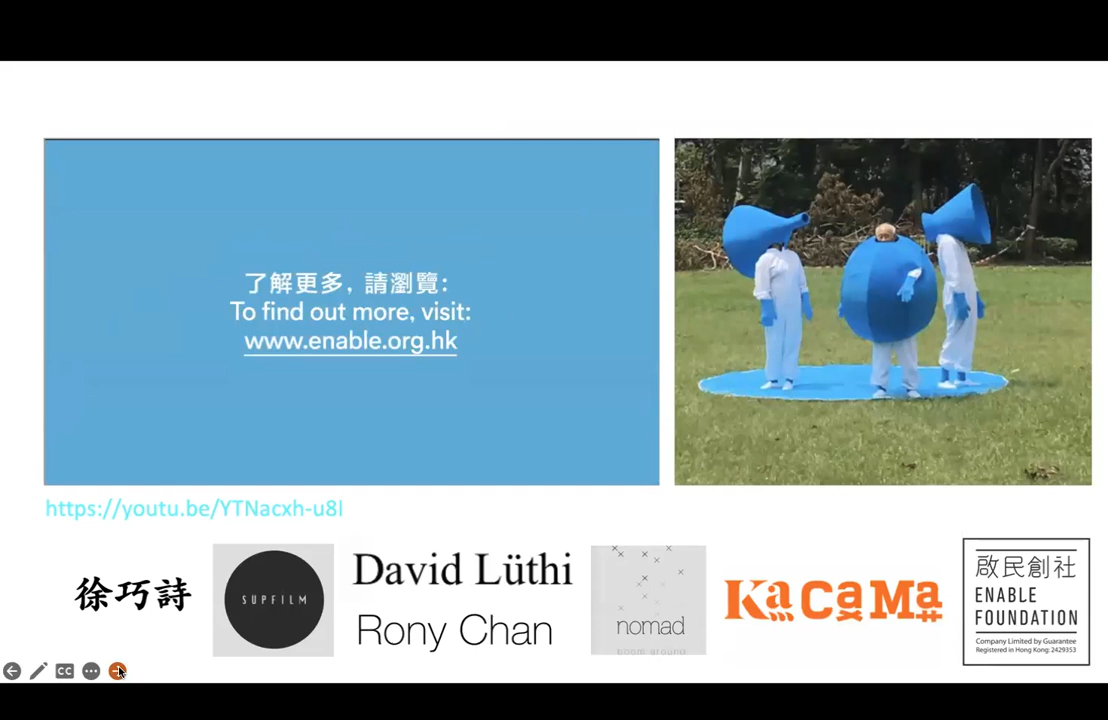 了解更多，請瀏覽：
To find out more, visit:
www.enable.org.hk
https://youtu.be/YTNacxh-u8I
徐巧詩
SUPFILM
David Lüthi
Rony Chan
nomad
KaCaMa
啟民創社
ENABLE
FOUNDATION
Company Limited by Guarantee
Registered in Hong Kong: 2429353
CC